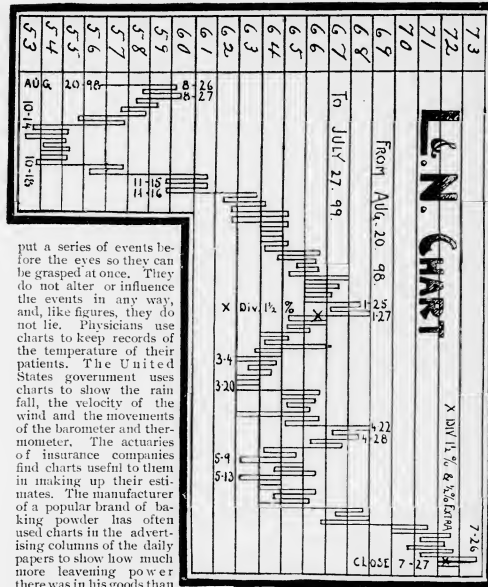 73
72
71
70
69
68
67
66
65
64
63
62
61
60
59
58
57
56
55
54
53
L. & N. CHART
FROM AUG-20. 98.
To JULY 27. 99.
AUG 20-98
8-26
8-27
10-14
10-18
11-15
11-16
1-25
1-27
X Div. 1½ %
X
3-4
3-20
4-22
4-28
5-9
5-13
X DIV 1½ % & ½% EXTRA
7-26
X
CLOSE 7-27
put a series of events be-
fore the eyes so they can
be grasped at once. They
do not alter or influence
the events in any way,
and, like figures, they do
not lie. Physicians use
charts to keep records of
the temperature of their
patients. The United
States government uses
charts to show the rain
fall, the velocity of the
wind and the movements
of the barometer and ther-
mometer. The actuaries
of insurance companies
find charts useful to them
in making up their esti-
mates. The manufacturer
of a popular brand of ba-
king powder has often
used charts in the advert-
ising columns of the daily
papers to show how much
more leavening power
there was in his goods than